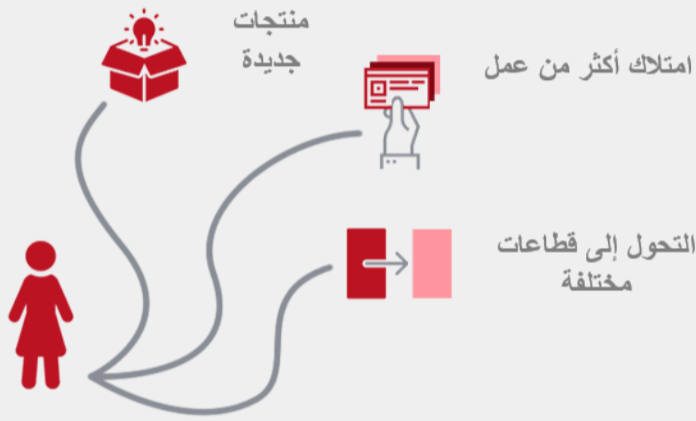 منتجات
جديدة
امتلاك أكثر من عمل
التحول إلى قطاعات
مختلفة